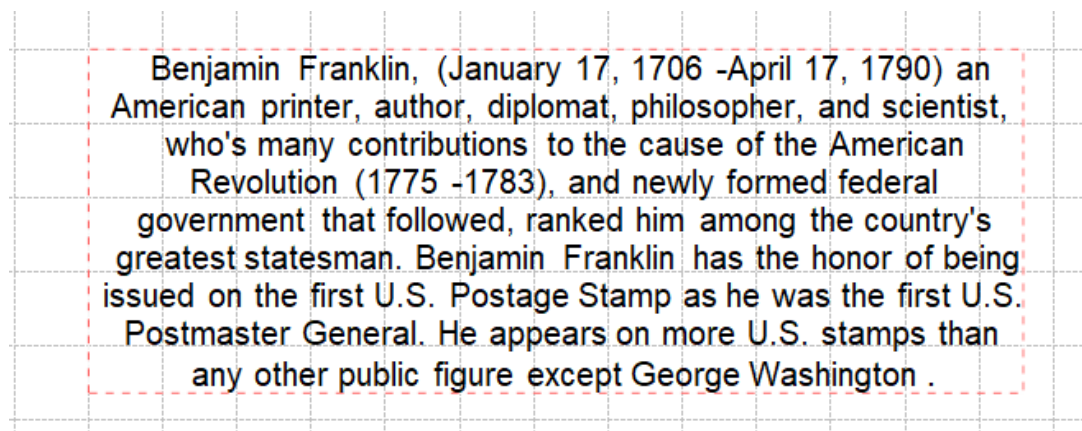 Benjamin Franklin, (January 17, 1706 -April 17, 1790) an
American printer, author, diplomat, philosopher, and scientist,
who's many contributions to the cause of the American
Revolution (1775 -1783), and newly formed federal
government that followed, ranked him among the country's
greatest statesman. Benjamin Franklin has the honor of being
issued on the first U.S. Postage Stamp as he was the first U.S.
Postmaster General. He appears on more U.S. stamps than
any other public figure except George Washington .